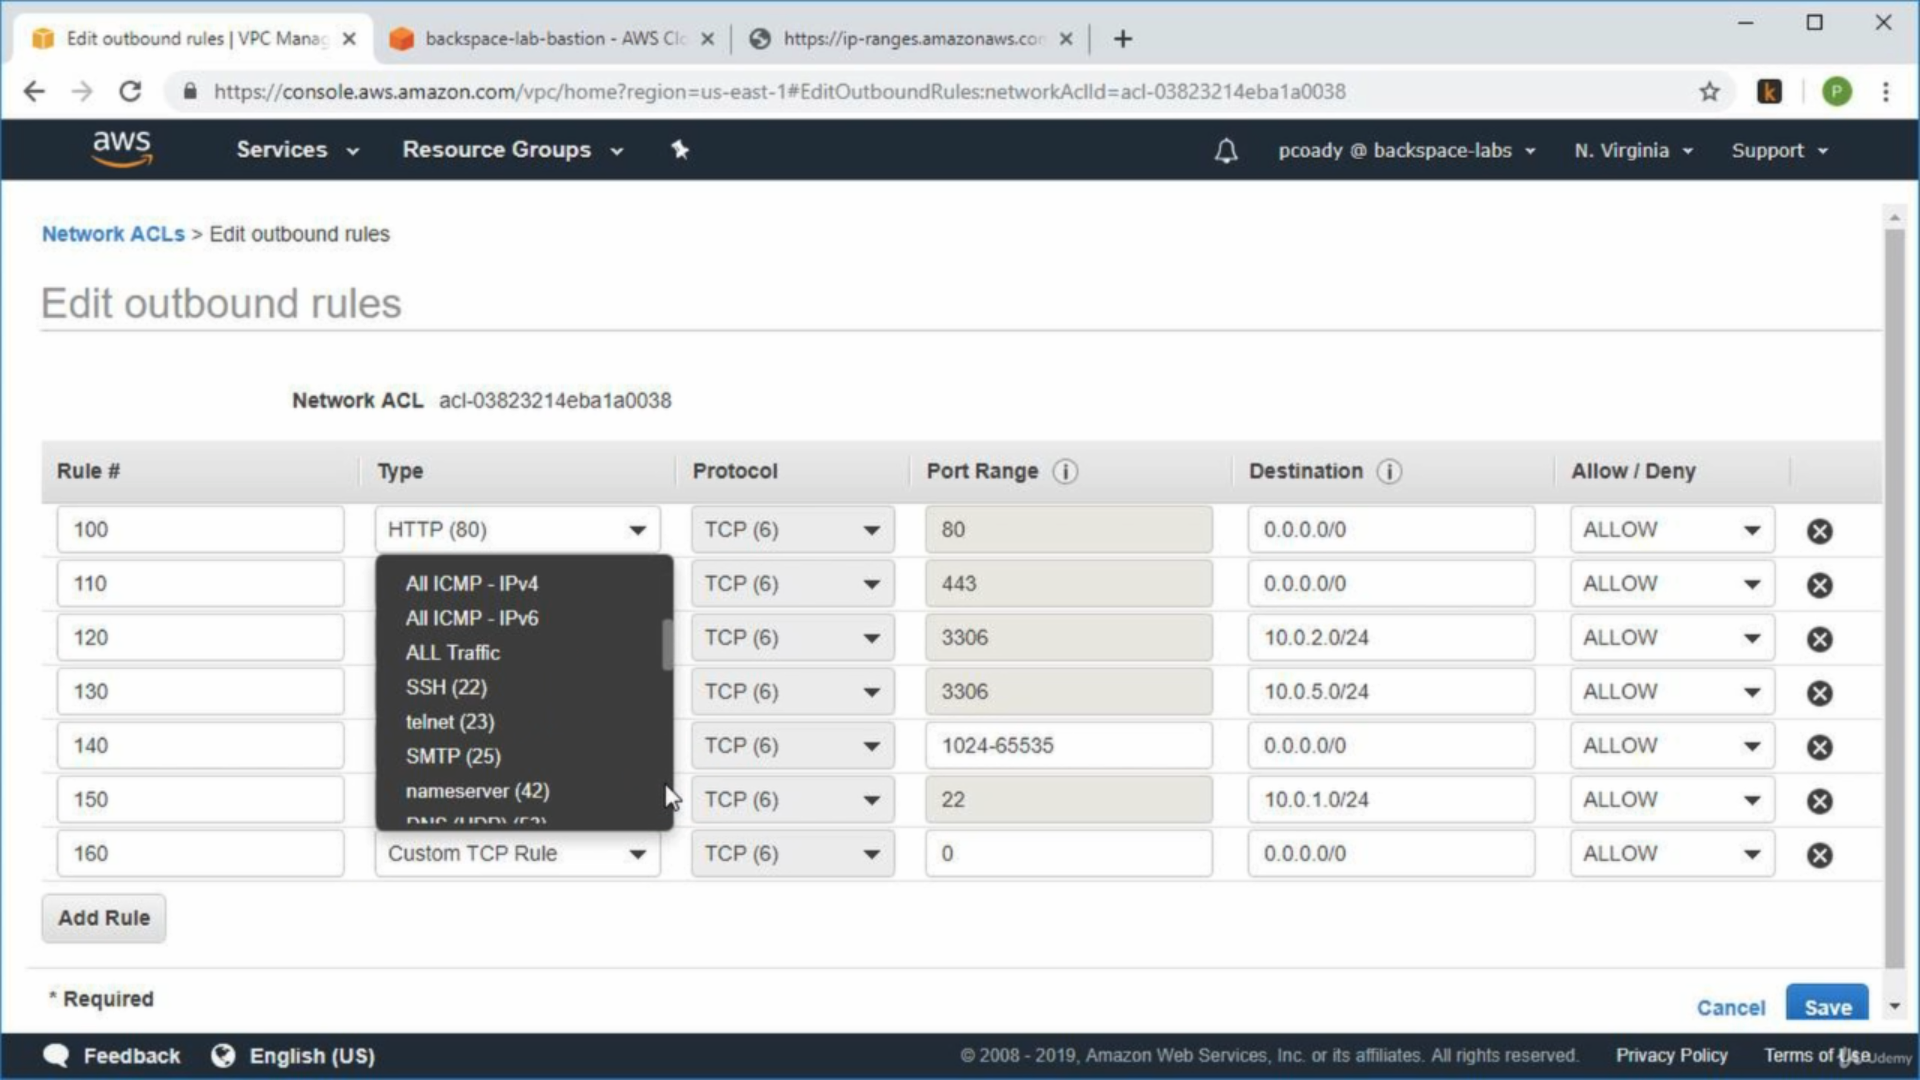 Edit outbound rules | VPC Manag
backspace-lab-bastion - AWS Clo
https://ip-ranges.amazonaws.com
https://console.aws.amazon.com/vpc/home?region=us-east-1#EditOutboundRules:networkAclId=acl-03823214eba1a0038
k
P
aws
Services
Resource Groups
pcoady @ backspace-labs
N. Virginia
Support
Network ACLs > Edit outbound rules
Edit outbound rules
Network ACL acl-03823214eba1a0038
Rule # Type Protocol Port Range i Destination i Allow / Deny
100 HTTP (80) TCP (6) 80 0.0.0.0/0 ALLOW
110 TCP (6) 443 0.0.0.0/0 ALLOW
120 TCP (6) 3306 10.0.2.0/24 ALLOW
130 TCP (6) 3306 10.0.5.0/24 ALLOW
140 TCP (6) 1024-65535 0.0.0.0/0 ALLOW
150 TCP (6) 22 10.0.1.0/24 ALLOW
160 Custom TCP Rule TCP (6) 0 0.0.0.0/0 ALLOW
All ICMP - IPv4
All ICMP - IPv6
ALL Traffic
SSH (22)
telnet (23)
SMTP (25)
nameserver (42)
DNS (UDP) (53)
Add Rule
* Required
Cancel
Save
Feedback
English (US)
© 2008 - 2019, Amazon Web Services, Inc. or its affiliates. All rights reserved.
Privacy Policy
Terms of Use
Udemy